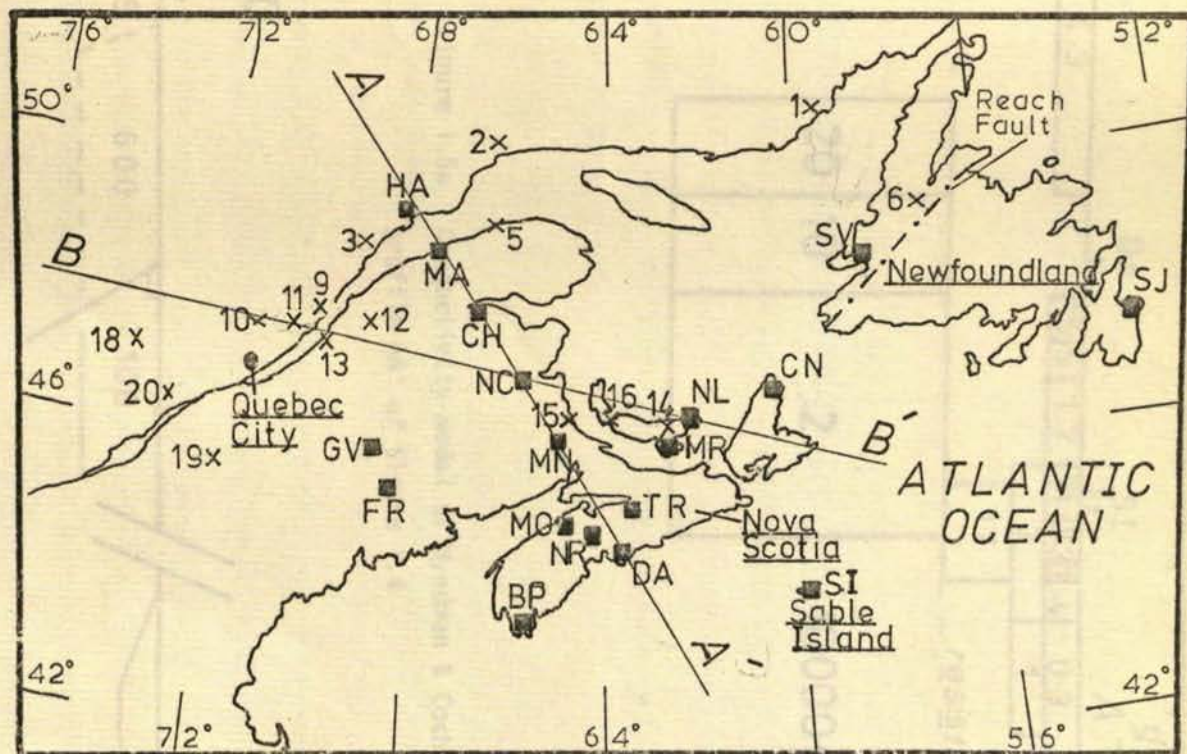 76°
72°
68°
64°
60°
52°
50°
A
1×
Reach
Fault
2×
HA
6×
B
3×
×5
SV
MA
Newfoundland
SJ
9
11
10
×12
CH
18×
13
NC
CN
46°
20×
Quebec
City
16
14
NL
15×
MR
B'
46°
19×
GV
MN
ATLANTIC
OCEAN
FR
TR
MO
Nova
Scotia
NR
DA
BP
SI
Sable
Island
A'
42°
42°
72°
64°
56°